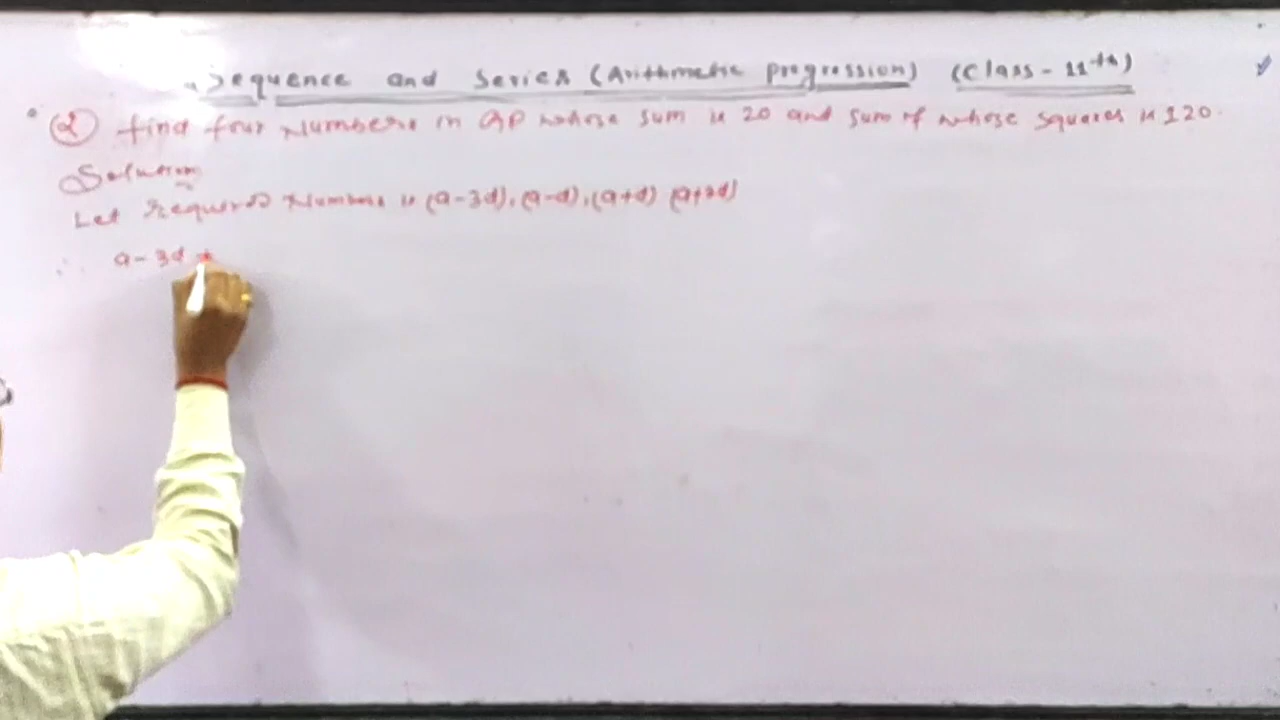 Sequence and Series (Arithmetic Progression) (Class-11th)
(2) find four Numbers in AP whose sum is 20 and sum of whose squares is 120.
Solution
Let required Numbers is (a-3d), (a-d), (a+d) (a+3d)
∴ a-3d +